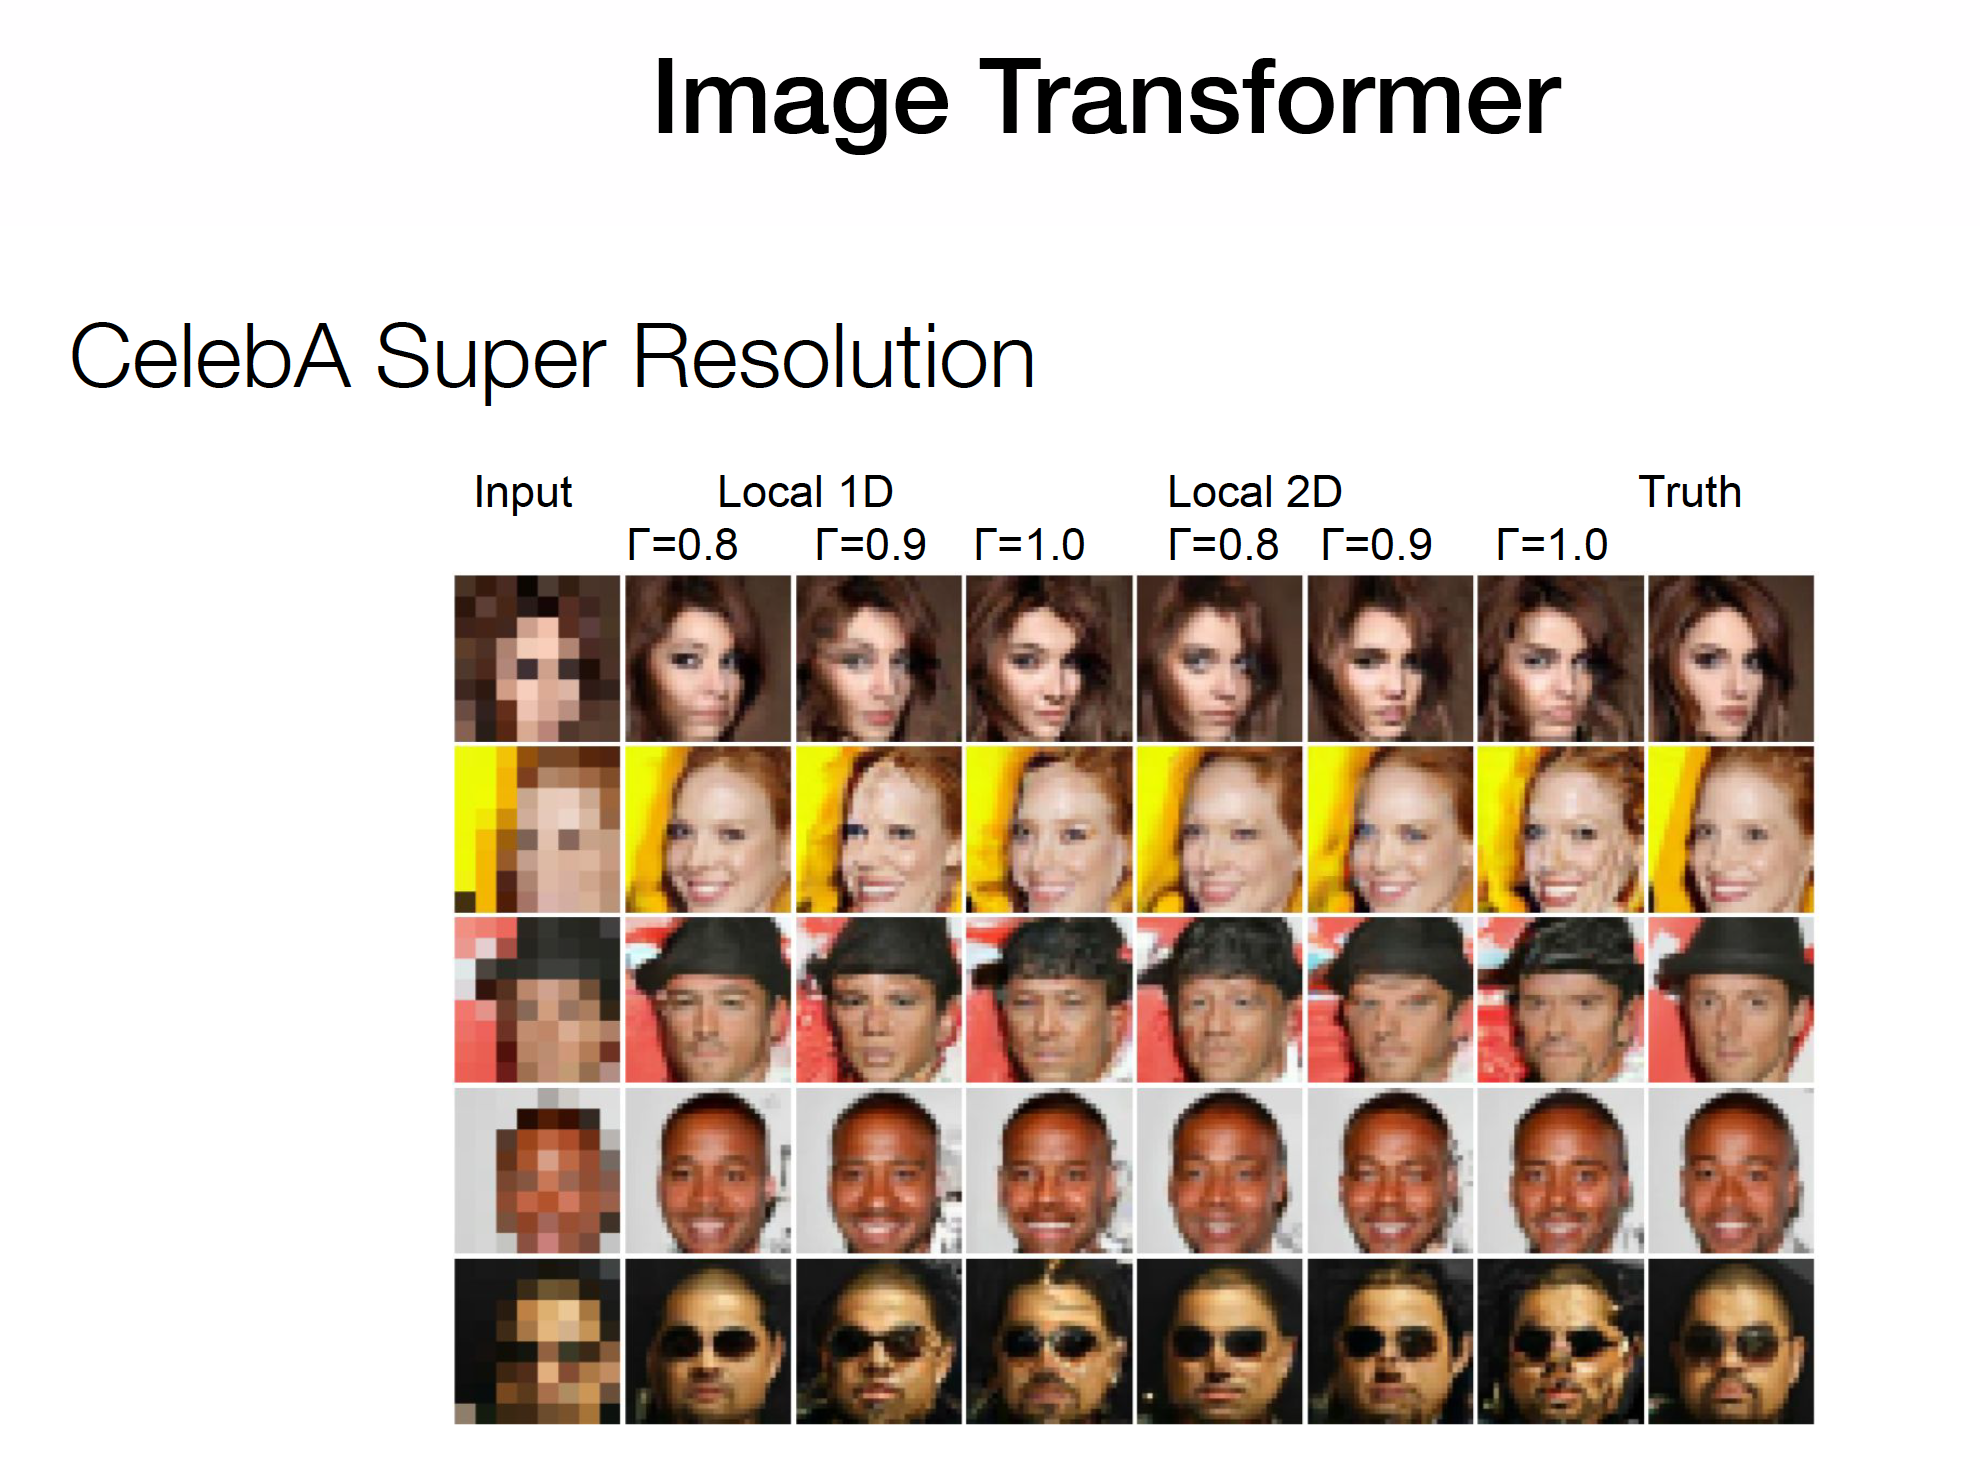 Image Transformer
CelebA Super Resolution
Input Local 1D Local 2D Truth
Γ=0.8 Γ=0.9 Γ=1.0 Γ=0.8 Γ=0.9 Γ=1.0